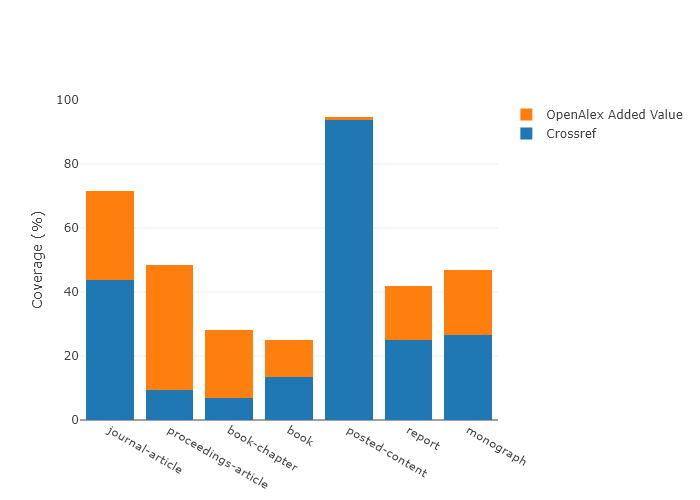 100
80
60
40
20
0
Coverage (%)
OpenAlex Added Value
Crossref
journal-article
proceedings-article
book-chapter
book
posted-content
report
monograph